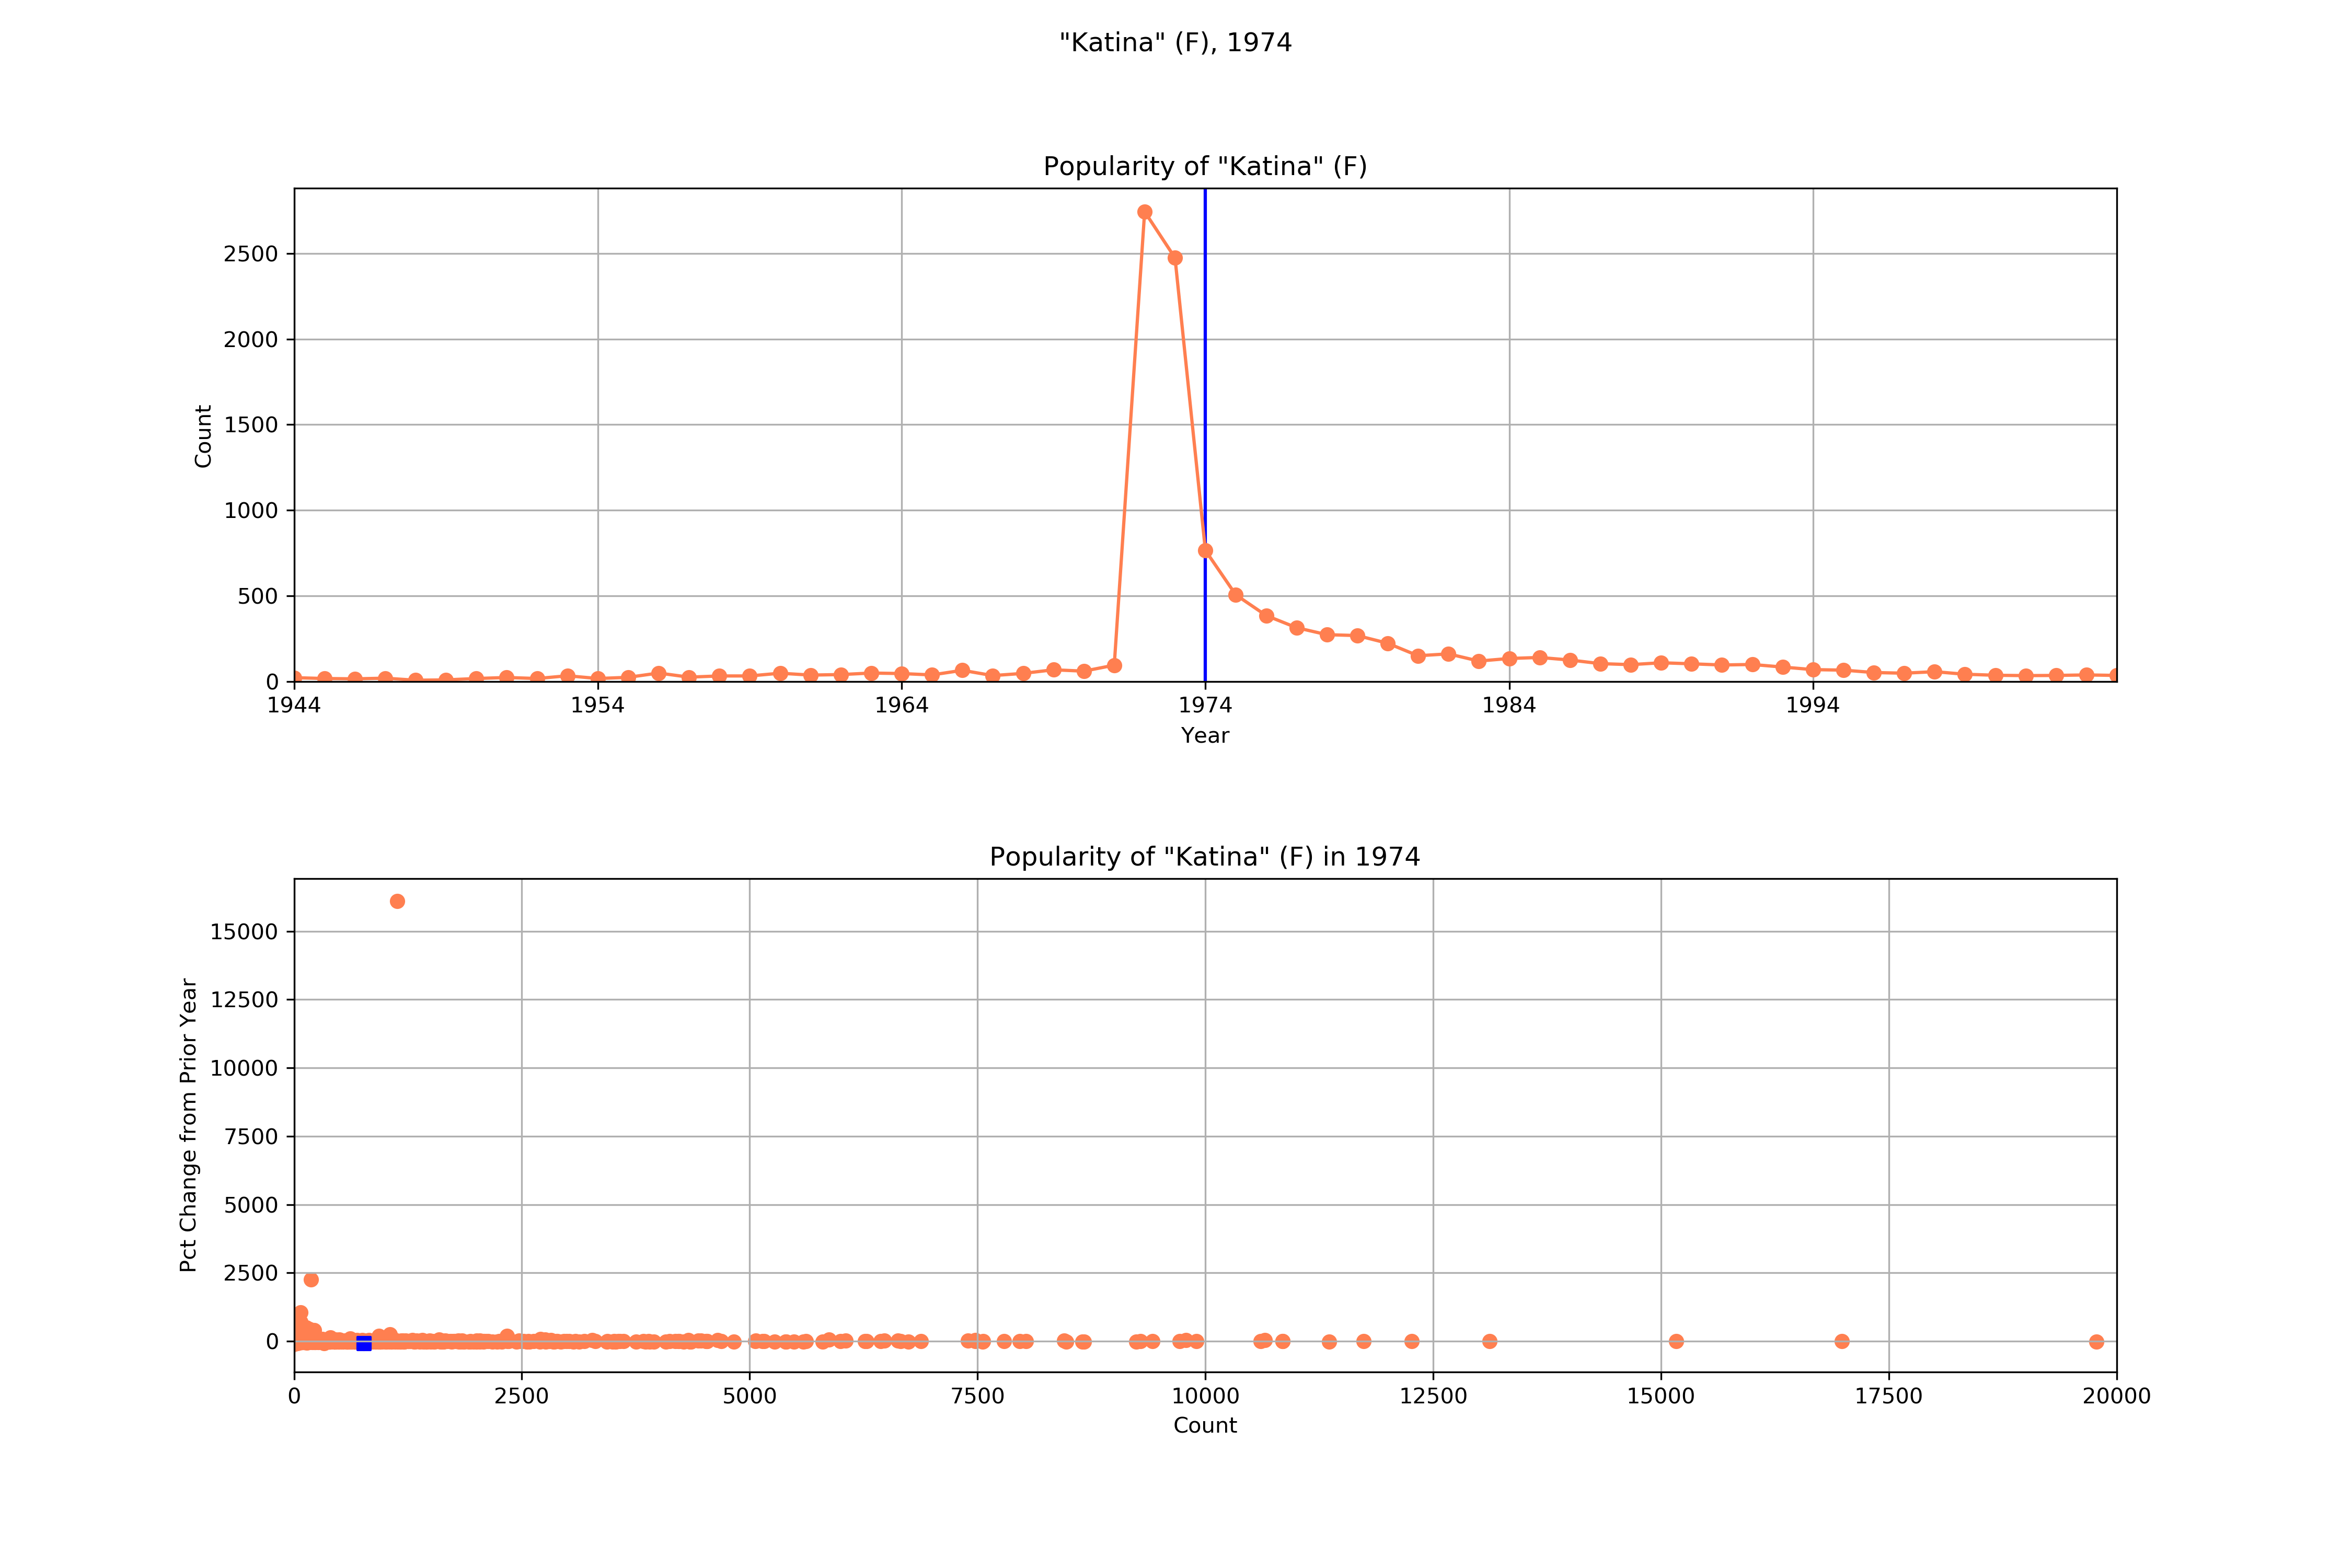 "Katina" (F), 1974
Popularity of "Katina" (F)
2500
2000
1500
1000
500
0
Count
1944 1954 1964 1974 1984 1994
Year
Popularity of "Katina" (F) in 1974
15000
12500
10000
7500
5000
2500
0
Pct Change from Prior Year
0 2500 5000 7500 10000 12500 15000 17500 20000
Count